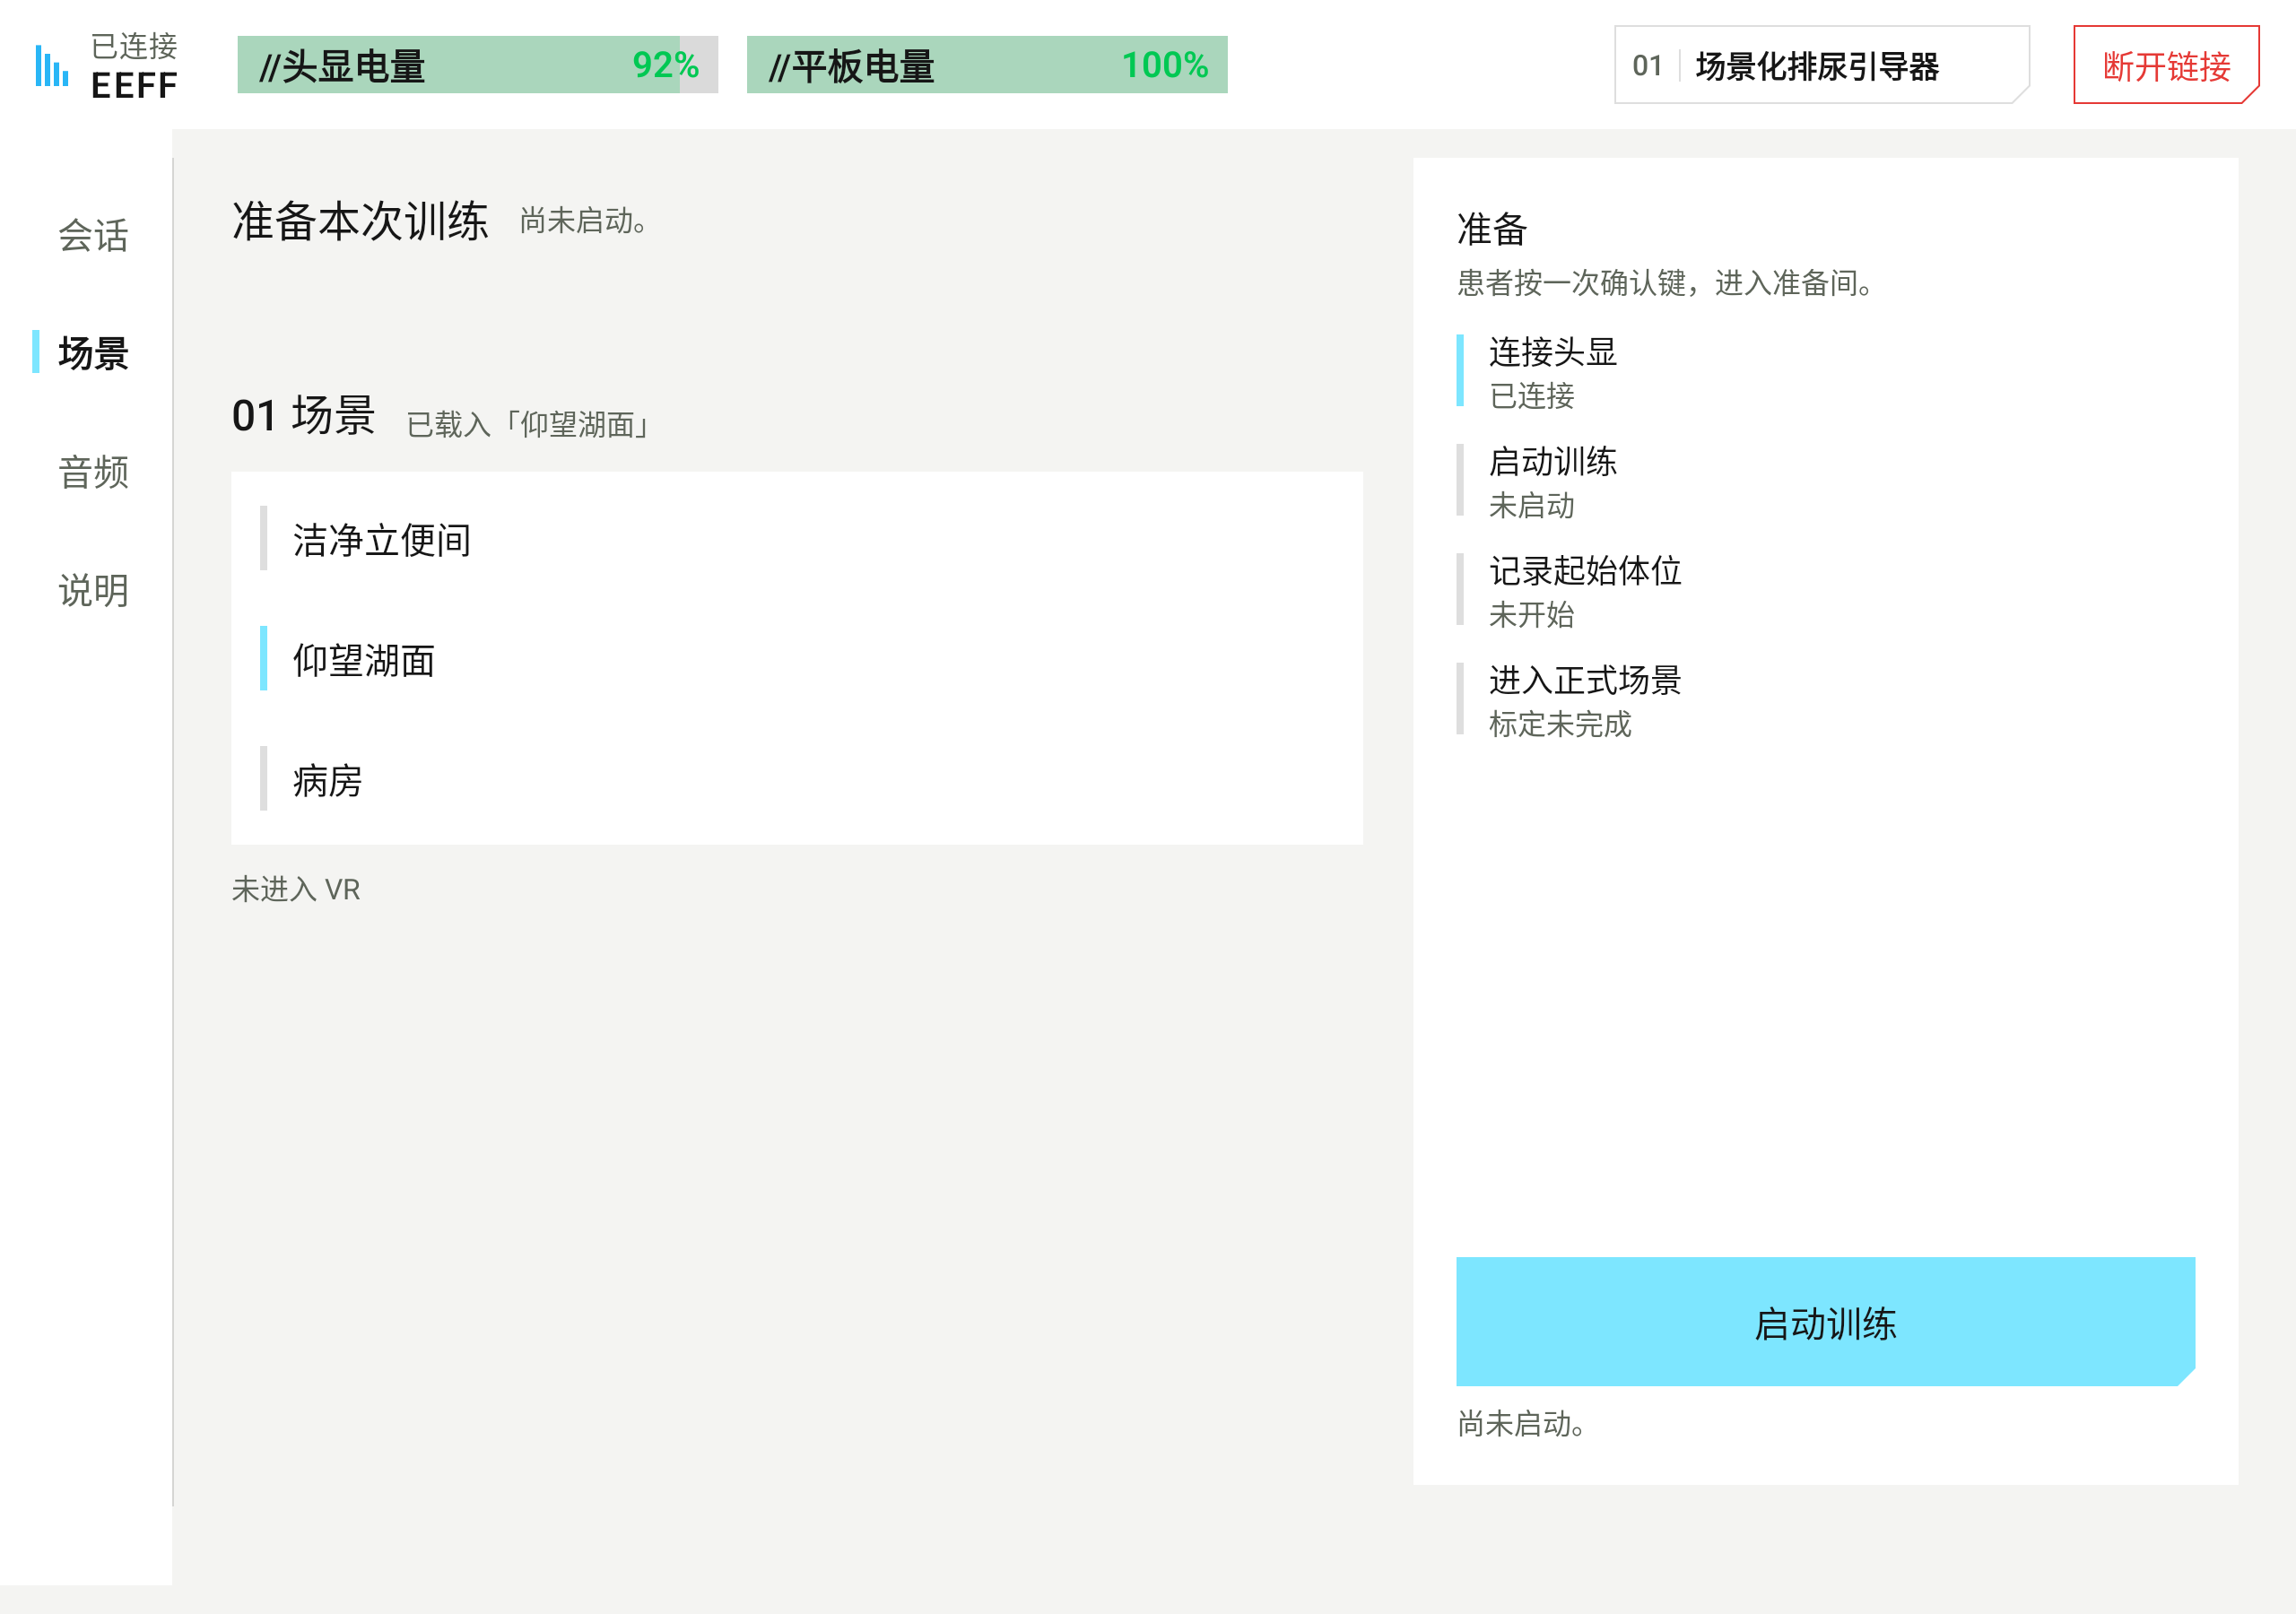 已连接
EEFF
//头显电量 92%
//平板电量 100%
01 场景化排尿引导器
断开链接
会话
场景
音频
说明
准备本次训练 尚未启动。
01 场景 已载入「仰望湖面」
洁净立便间
仰望湖面
病房
未进入 VR
准备
患者按一次确认键，进入准备间。
连接头显
已连接
启动训练
未启动
记录起始体位
未开始
进入正式场景
标定未完成
启动训练
尚未启动。